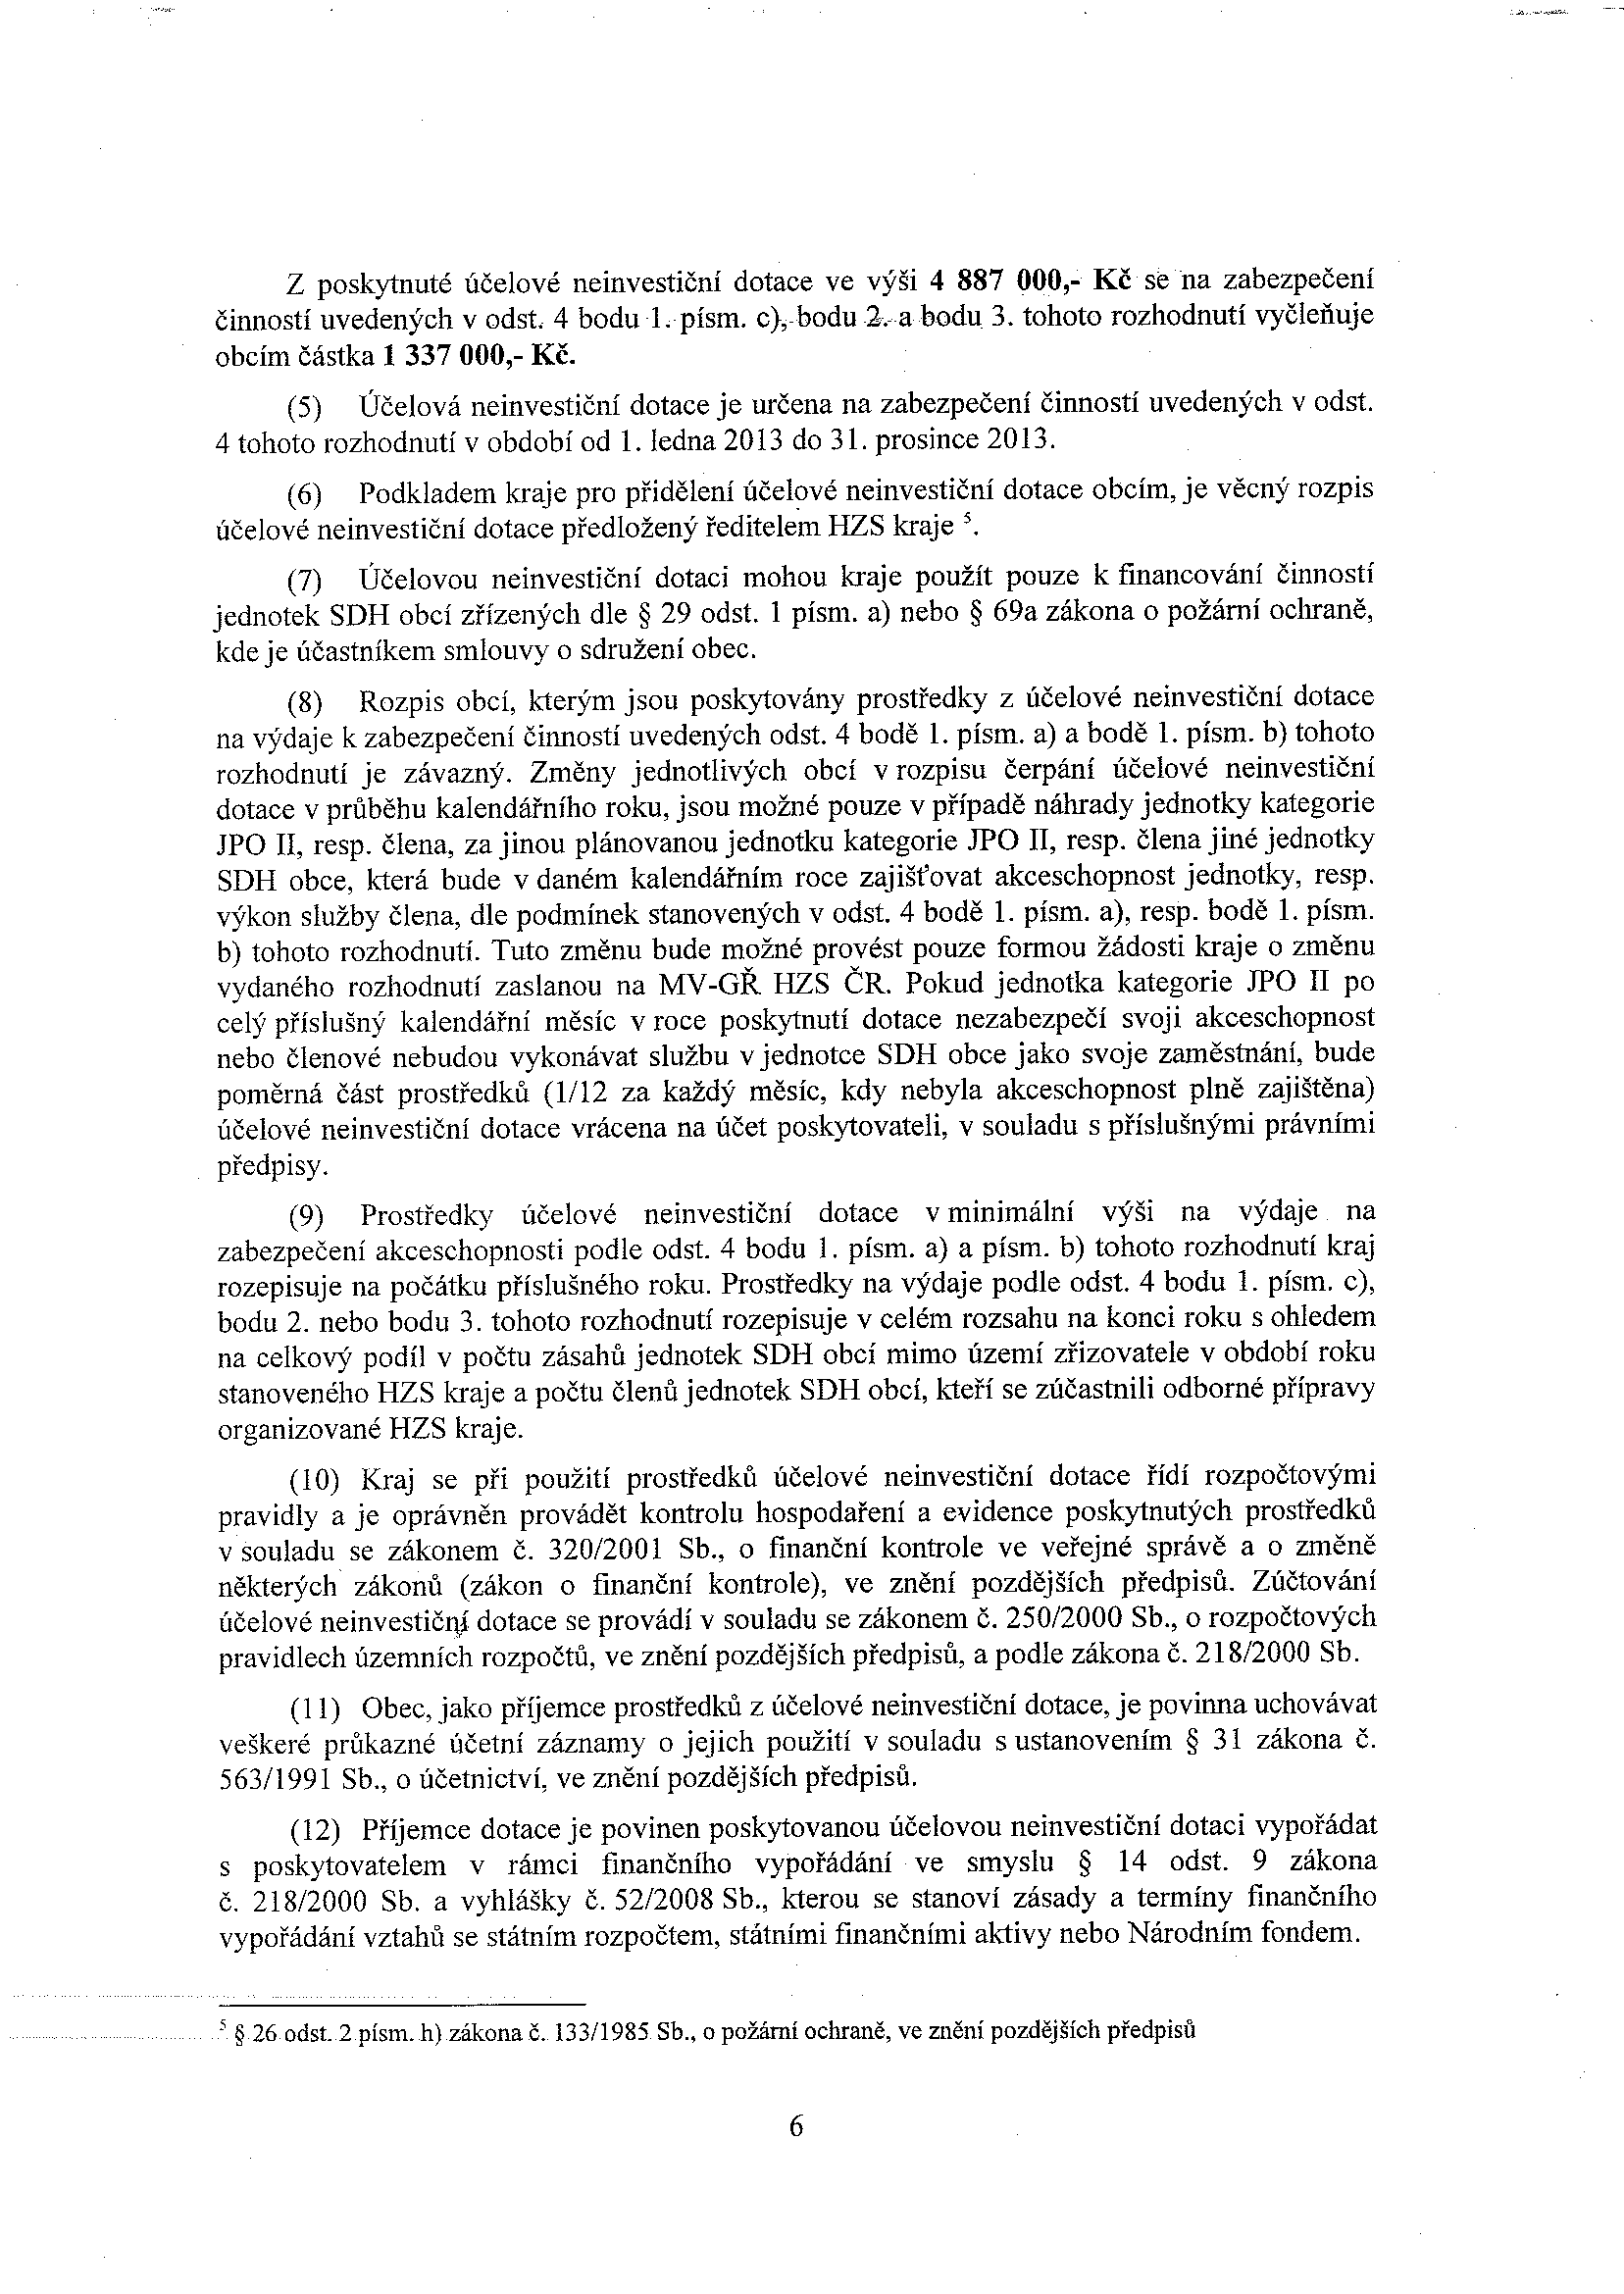 Z poskytnuté účelové neinvestiční dotace ve výši 4 887 000,- Kč se na zabezpečení
činností uvedených v odst. 4 bodu 1. písm. c), bodu 2. a bodu 3. tohoto rozhodnutí vyčleňuje
obcím částka 1 337 000,- Kč.
(5) Účelová neinvestiční dotace je určena na zabezpečení činností uvedených v odst.
4 tohoto rozhodnutí v období od 1. ledna 2013 do 31. prosince 2013.
(6) Podkladem kraje pro přidělení účelové neinvestiční dotace obcím, je věcný rozpis
účelové neinvestiční dotace předložený ředitelem HZS kraje ⁵.
(7) Účelovou neinvestiční dotaci mohou kraje použít pouze k financování činností
jednotek SDH obcí zřízených dle § 29 odst. 1 písm. a) nebo § 69a zákona o požární ochraně,
kde je účastníkem smlouvy o sdružení obec.
(8) Rozpis obcí, kterým jsou poskytovány prostředky z účelové neinvestiční dotace
na výdaje k zabezpečení činností uvedených odst. 4 bodě 1. písm. a) a bodě 1. písm. b) tohoto
rozhodnutí je závazný. Změny jednotlivých obcí v rozpisu čerpání účelové neinvestiční
dotace v průběhu kalendářního roku, jsou možné pouze v případě náhrady jednotky kategorie
JPO II, resp. člena, za jinou plánovanou jednotku kategorie JPO II, resp. člena jiné jednotky
SDH obce, která bude v daném kalendářním roce zajišťovat akceschopnost jednotky, resp.
výkon služby člena, dle podmínek stanovených v odst. 4 bodě 1. písm. a), resp. bodě 1. písm.
b) tohoto rozhodnutí. Tuto změnu bude možné provést pouze formou žádosti kraje o změnu
vydaného rozhodnutí zaslanou na MV-GŘ HZS ČR. Pokud jednotka kategorie JPO II po
celý příslušný kalendářní měsíc v roce poskytnutí dotace nezabezpečí svoji akceschopnost
nebo členové nebudou vykonávat službu v jednotce SDH obce jako svoje zaměstnání, bude
poměrná část prostředků (1/12 za každý měsíc, kdy nebyla akceschopnost plně zajištěna)
účelové neinvestiční dotace vrácena na účet poskytovateli, v souladu s příslušnými právními
předpisy.
(9) Prostředky účelové neinvestiční dotace v minimální výši na výdaje na
zabezpečení akceschopnosti podle odst. 4 bodu 1. písm. a) a písm. b) tohoto rozhodnutí kraj
rozepisuje na počátku příslušného roku. Prostředky na výdaje podle odst. 4 bodu 1. písm. c),
bodu 2. nebo bodu 3. tohoto rozhodnutí rozepisuje v celém rozsahu na konci roku s ohledem
na celkový podíl v počtu zásahů jednotek SDH obcí mimo území zřizovatele v období roku
stanoveného HZS kraje a počtu členů jednotek SDH obcí, kteří se zúčastnili odborné přípravy
organizované HZS kraje.
(10) Kraj se při použití prostředků účelové neinvestiční dotace řídí rozpočtovými
pravidly a je oprávněn provádět kontrolu hospodaření a evidence poskytnutých prostředků
v souladu se zákonem č. 320/2001 Sb., o finanční kontrole ve veřejné správě a o změně
některých zákonů (zákon o finanční kontrole), ve znění pozdějších předpisů. Zúčtování
účelové neinvestiční dotace se provádí v souladu se zákonem č. 250/2000 Sb., o rozpočtových
pravidlech územních rozpočtů, ve znění pozdějších předpisů, a podle zákona č. 218/2000 Sb.
(11) Obec, jako příjemce prostředků z účelové neinvestiční dotace, je povinna uchovávat
veškeré průkazné účetní záznamy o jejich použití v souladu s ustanovením § 31 zákona č.
563/1991 Sb., o účetnictví, ve znění pozdějších předpisů.
(12) Příjemce dotace je povinen poskytovanou účelovou neinvestiční dotaci vypořádat
s poskytovatelem v rámci finančního vypořádání ve smyslu § 14 odst. 9 zákona
č. 218/2000 Sb. a vyhlášky č. 52/2008 Sb., kterou se stanoví zásady a termíny finančního
vypořádání vztahů se státním rozpočtem, státními finančními aktivy nebo Národním fondem.
⁵ § 26 odst. 2 písm. h) zákona č. 133/1985 Sb., o požární ochraně, ve znění pozdějších předpisů
6